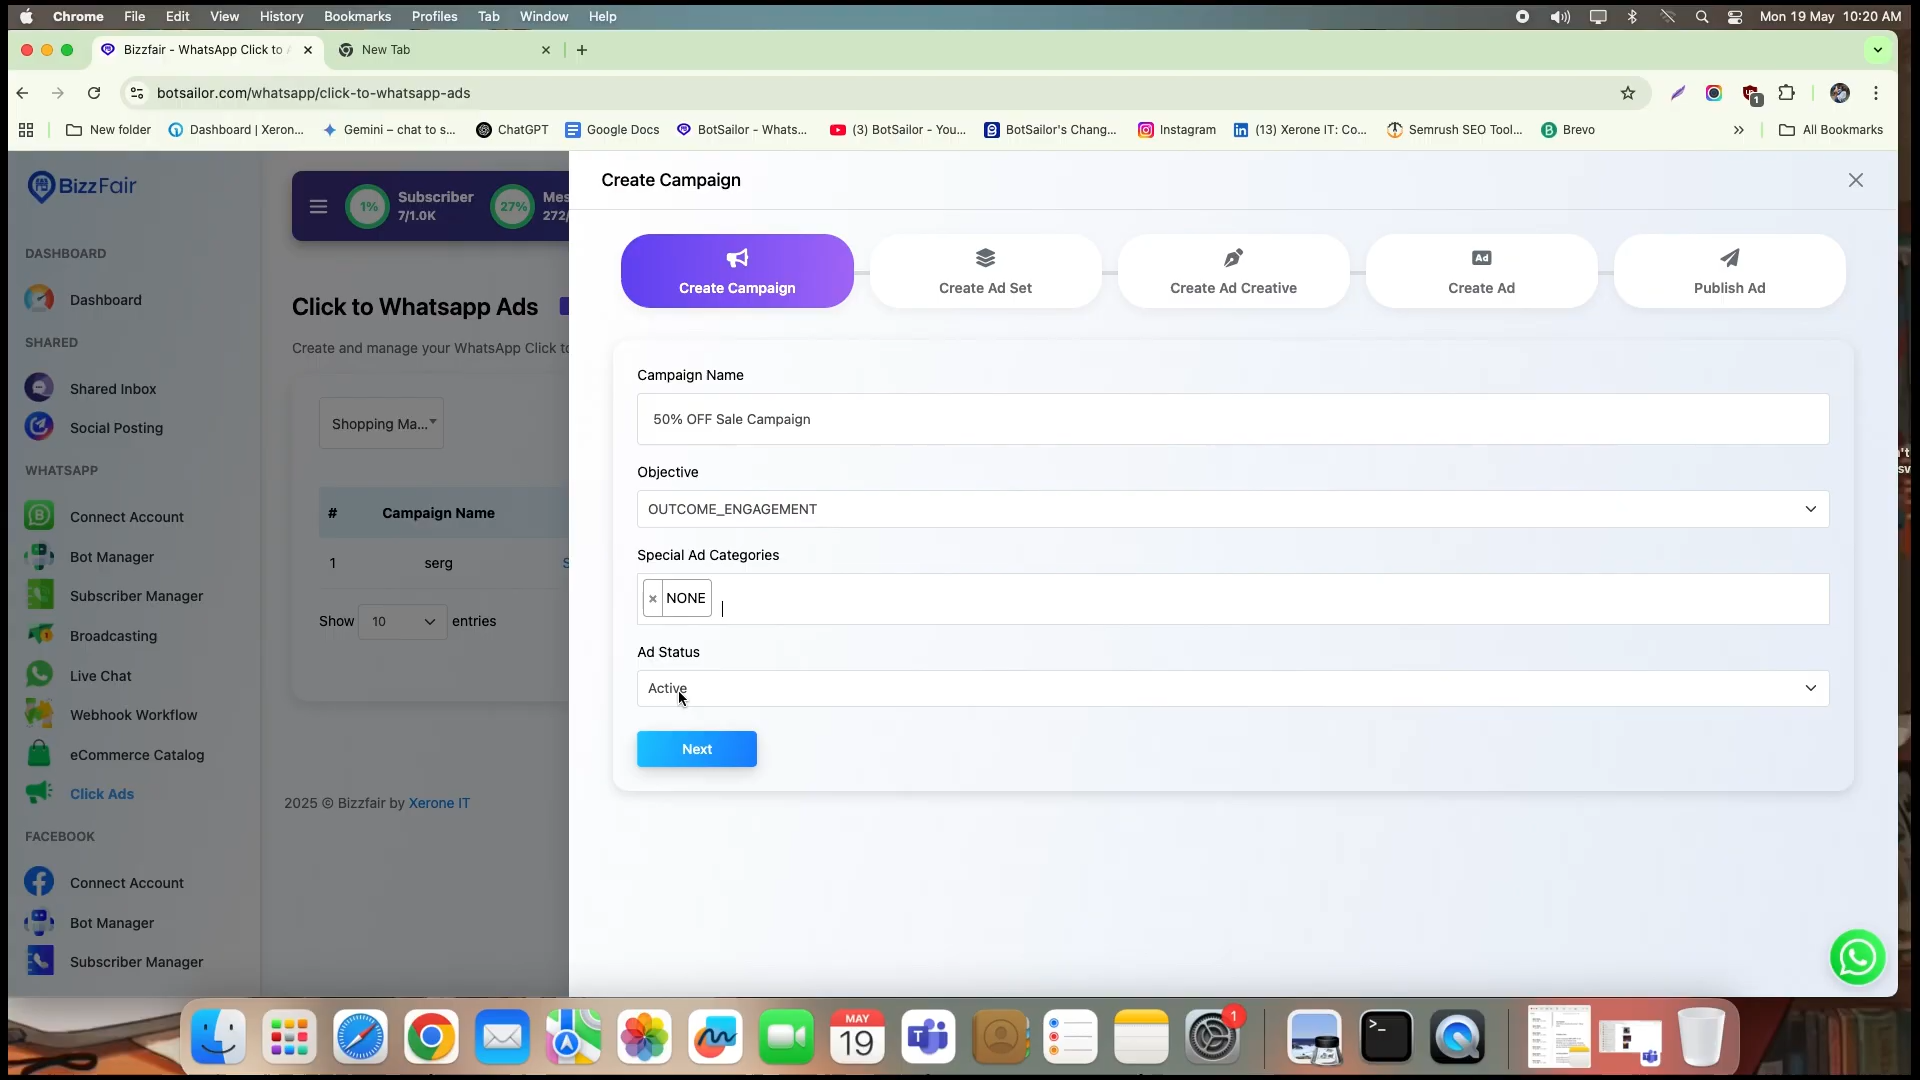 Chrome File Edit View History Bookmarks Profiles Tab Window Help Mon 19 May 10:20 AM
Bizzfair - WhatsApp Click to New Tab
botsailor.com/whatsapp/click-to-whatsapp-ads
New folder Dashboard | Xeron... Gemini – chat to s... ChatGPT Google Docs BotSailor - Whats... (3) BotSailor - You... BotSailor's Chang... Instagram (13) Xerone IT: Co... Semrush SEO Tool... Brevo » All Bookmarks
BizzFair
DASHBOARD
Dashboard
SHARED
Shared Inbox
Social Posting
WHATSAPP
Connect Account
Bot Manager
Subscriber Manager
Broadcasting
Live Chat
Webhook Workflow
eCommerce Catalog
Click Ads
FACEBOOK
Connect Account
Bot Manager
Subscriber Manager
1% Subscriber 7/1.0K 27% Mes 272/
Click to Whatsapp Ads
Create and manage your WhatsApp Click to
Shopping Ma...
# Campaign Name
1 serg
Show 10 entries
2025 © Bizzfair by Xerone IT
Create Campaign
Create Campaign Create Ad Set Create Ad Creative Ad Create Ad Publish Ad
Campaign Name
50% OFF Sale Campaign
Objective
OUTCOME_ENGAGEMENT
Special Ad Categories
× NONE
Ad Status
Active
Next
MAY
19
1